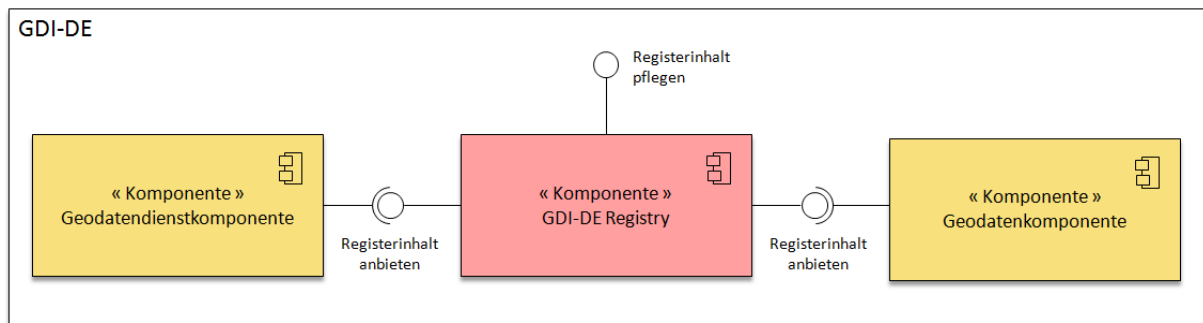 GDI-DE
Registerinhalt
pflegen
« Komponente »
Geodatendienstkomponente
Registerinhalt
anbieten
« Komponente »
GDI-DE Registry
Registerinhalt
anbieten
« Komponente »
Geodatenkomponente